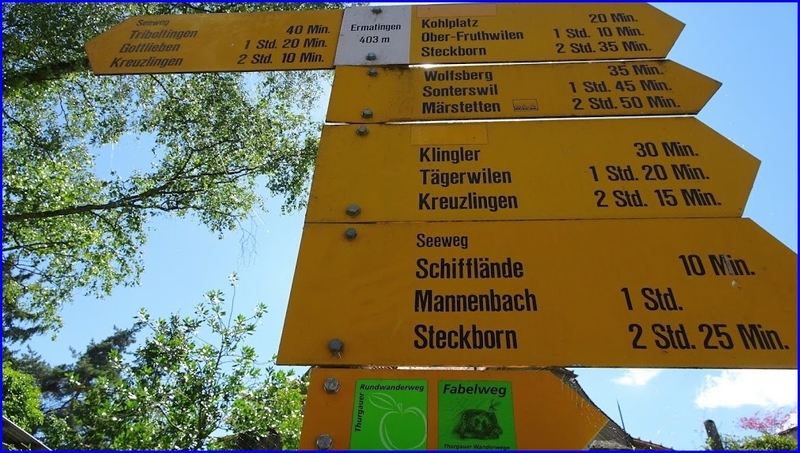 Seeweg
Triboltingen 40 Min.
Gottlieben 1 Std. 20 Min.
Kreuzlingen 2 Std. 10 Min.
Ermatingen
403 m
Kohlplatz 20 Min.
Ober-Fruthwilen 1 Std. 10 Min.
Steckborn 2 Std. 35 Min.
Wolfsberg 35 Min.
Sonterswil 1 Std. 45 Min.
Märstetten 2 Std. 50 Min.
Klingler 30 Min.
Tägerwilen 1 Std. 20 Min.
Kreuzlingen 2 Std. 15 Min.
Seeweg
Schifflände 10 Min.
Mannenbach 1 Std.
Steckborn 2 Std. 25 Min.
Thurgauer
Rundwanderweg
Fabelweg
Thurgauer Wanderwege